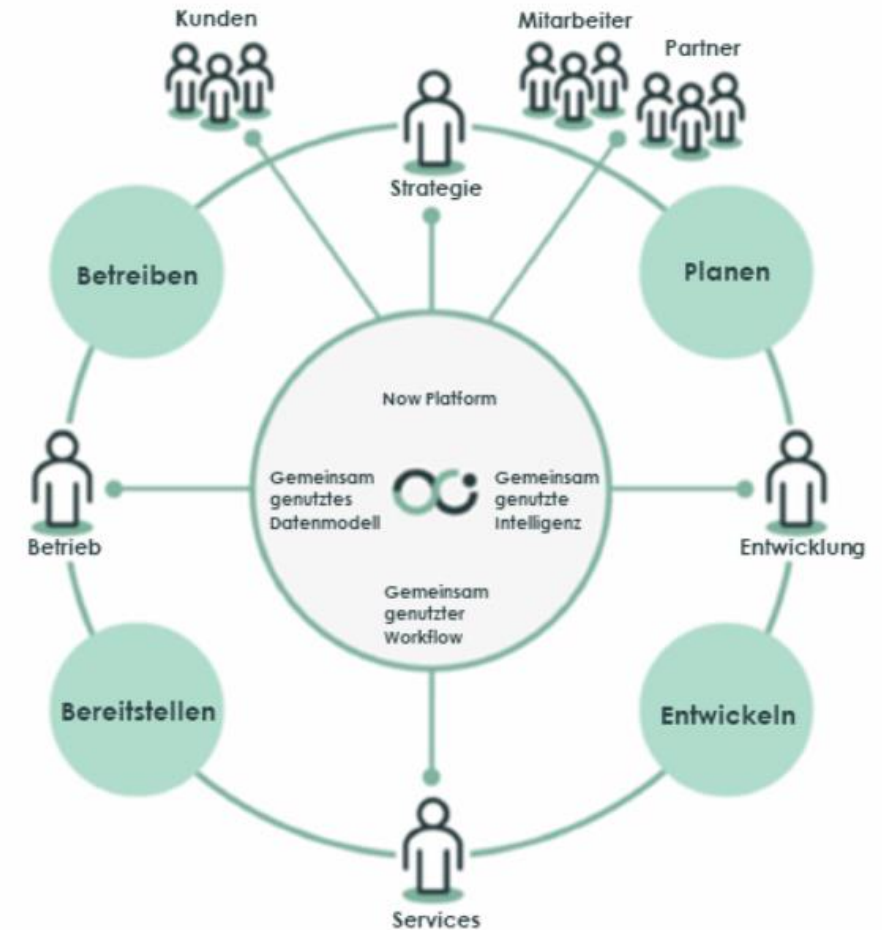 Kunden
Mitarbeiter
Partner
Strategie
Betreiben
Planen
Now Platform
Gemeinsam
genutztes
Datenmodell
Gemeinsam
genutzte
Intelligenz
Betrieb
Entwicklung
Gemeinsam
genutzter
Workflow
Bereitstellen
Entwickeln
Services